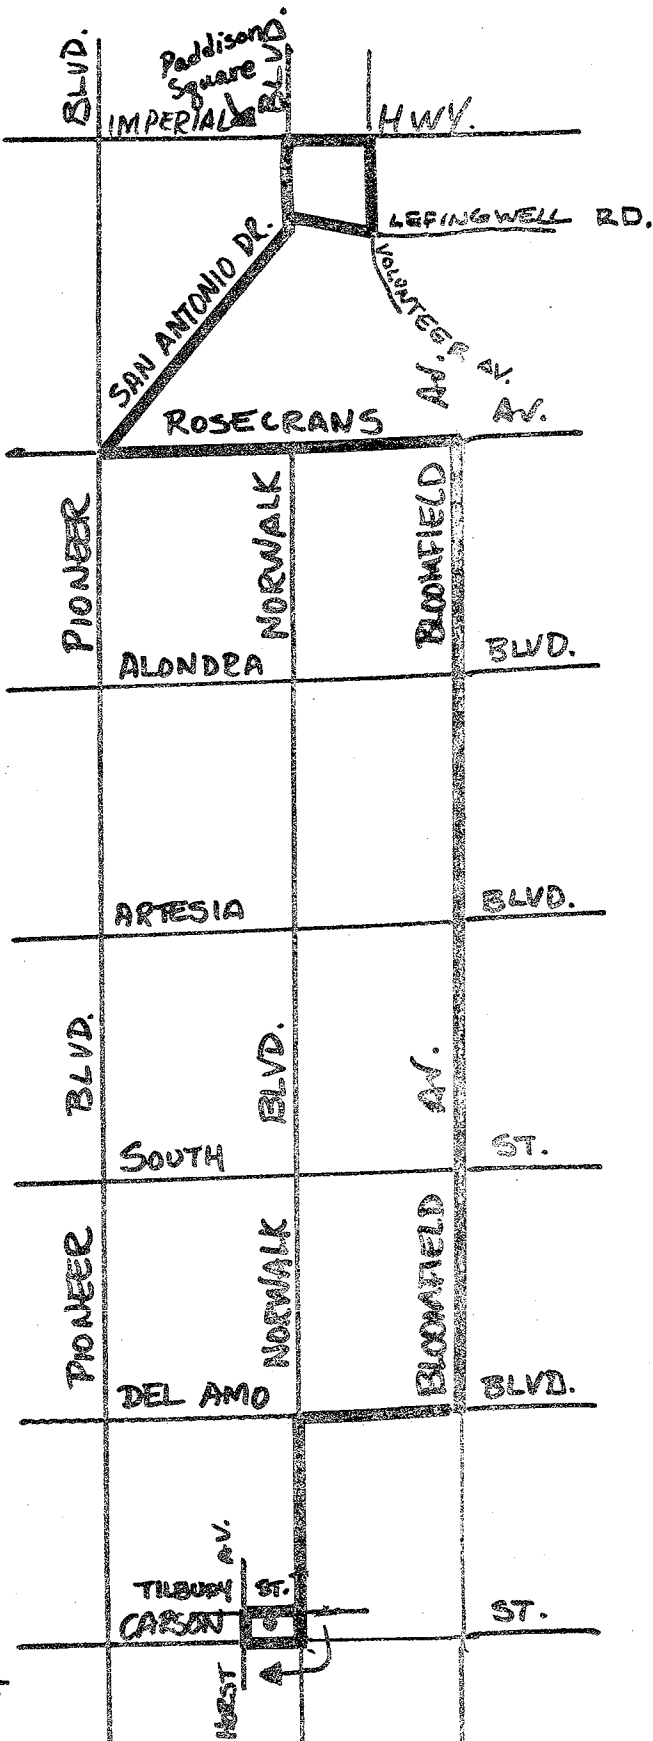 BLVD.
Paddison
Square
BLVD.
IMPERIAL HWY.
LEFINGWELL RD.
SAN ANTONIO DR.
VOLUNTEER AV.
AV.
ROSECRANS AV.
PIONEER
NORWALK
BLOOMFIELD
ALONDRA BLVD.
ARTESIA BLVD.
BLVD.
BLVD.
AV.
SOUTH ST.
PIONEER
NORWALK
BLOOMFIELD
DEL AMO BLVD.
AV.
TILBURY ST.
CARSON ST.
HORST